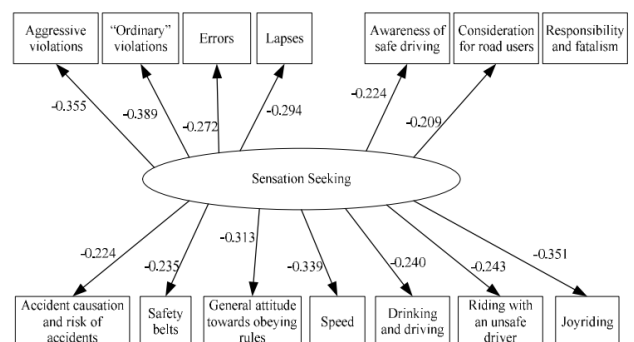 Aggressive
violations
“Ordinary”
violations
Errors
Lapses
Awareness of
safe driving
Consideration
for road users
Responsibility
and fatalism
-0.355
-0.389
-0.272
-0.294
-0.224
-0.209
Sensation Seeking
-0.224
-0.235
-0.313
-0.339
-0.240
-0.243
-0.351
Accident causation
and risk of
accidents
Safety
belts
General attitude
towards obeying
rules
Speed
Drinking
and driving
Riding with
an unsafe
driver
Joyriding